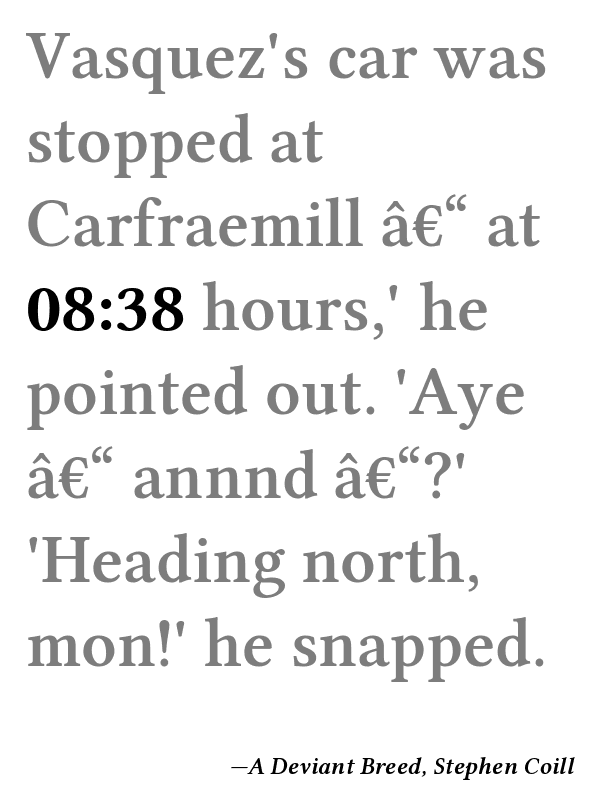 Vasquez's car was
stopped at
Carfraemill â€“ at
08:38 hours,' he
pointed out. 'Aye
â€“ annnd â€“?'
'Heading north,
mon!' he snapped.
—A Deviant Breed, Stephen Coill